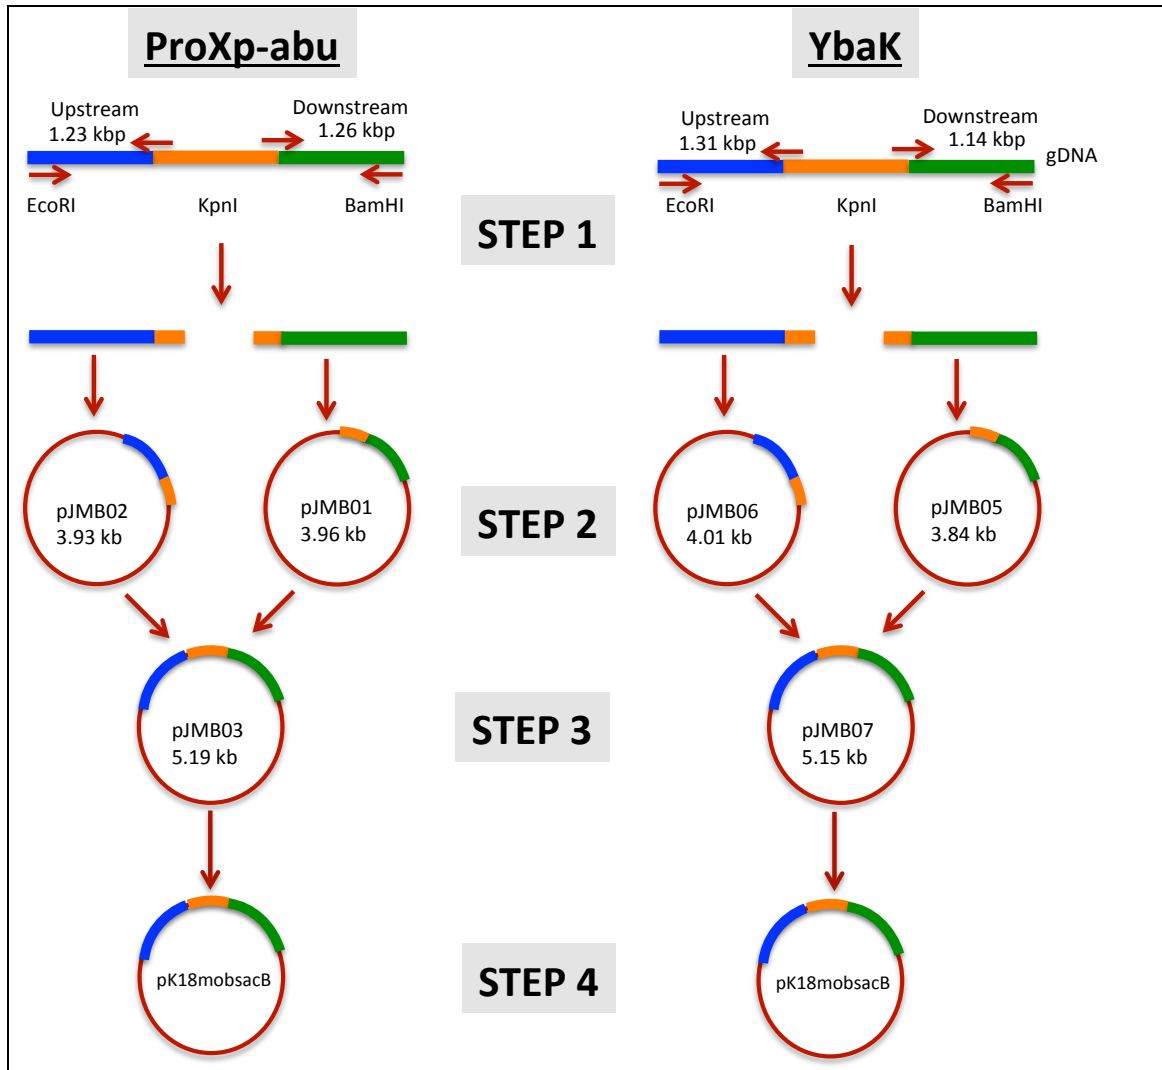 ProXp-abu
YbaK
Upstream
1.23 kbp
Downstream
1.26 kbp
EcoRI
KpnI
BamHI
Upstream
1.31 kbp
Downstream
1.14 kbp
gDNA
EcoRI
KpnI
BamHI
STEP 1
pJMB02
3.93 kb
pJMB01
3.96 kb
STEP 2
pJMB06
4.01 kb
pJMB05
3.84 kb
pJMB03
5.19 kb
STEP 3
pJMB07
5.15 kb
pK18mobsacB
STEP 4
pK18mobsacB